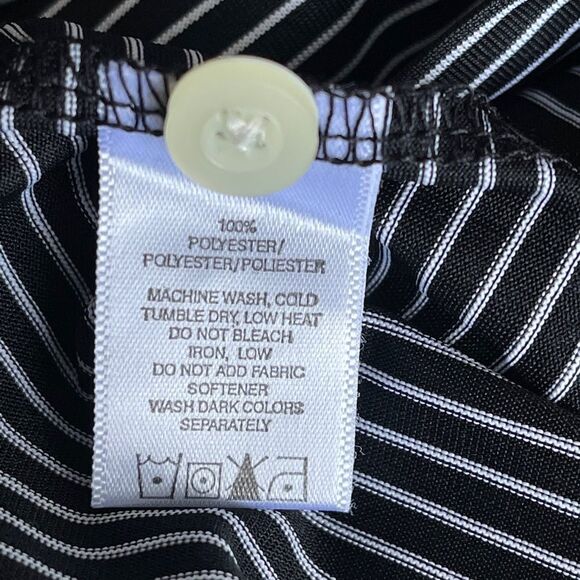 100%
POLYESTER/
POLYESTER/POLIESTER
MACHINE WASH, COLD
TUMBLE DRY, LOW HEAT
DO NOT BLEACH
IRON, LOW
DO NOT ADD FABRIC
SOFTENER
WASH DARK COLORS
SEPARATELY